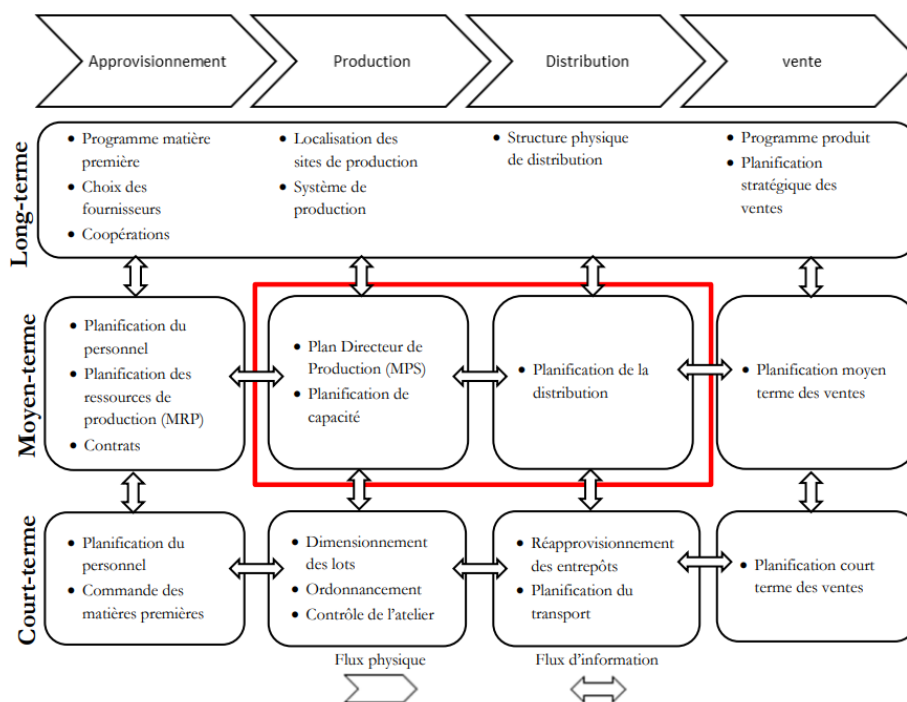 Approvisionnement
Production
Distribution
vente
Long-terme
• Programme matière
première
• Choix des
fournisseurs
• Coopérations
• Localisation des
sites de production
• Système de
production
• Structure physique
de distribution
• Programme produit
• Planification
stratégique des
ventes
Moyen-terme
• Planification du
personnel
• Planification des
ressources de
production (MRP)
• Contrats
• Plan Directeur de
Production (MPS)
• Planification de
capacité
• Planification de la
distribution
• Planification moyen
terme des ventes
Court-terme
• Planification du
personnel
• Commande des
matières premières
• Dimensionnement
des lots
• Ordonnancement
• Contrôle de l'atelier
• Réapprovisionnement
des entrepôts
• Planification du
transport
• Planification court
terme des ventes
Flux physique
Flux d'information